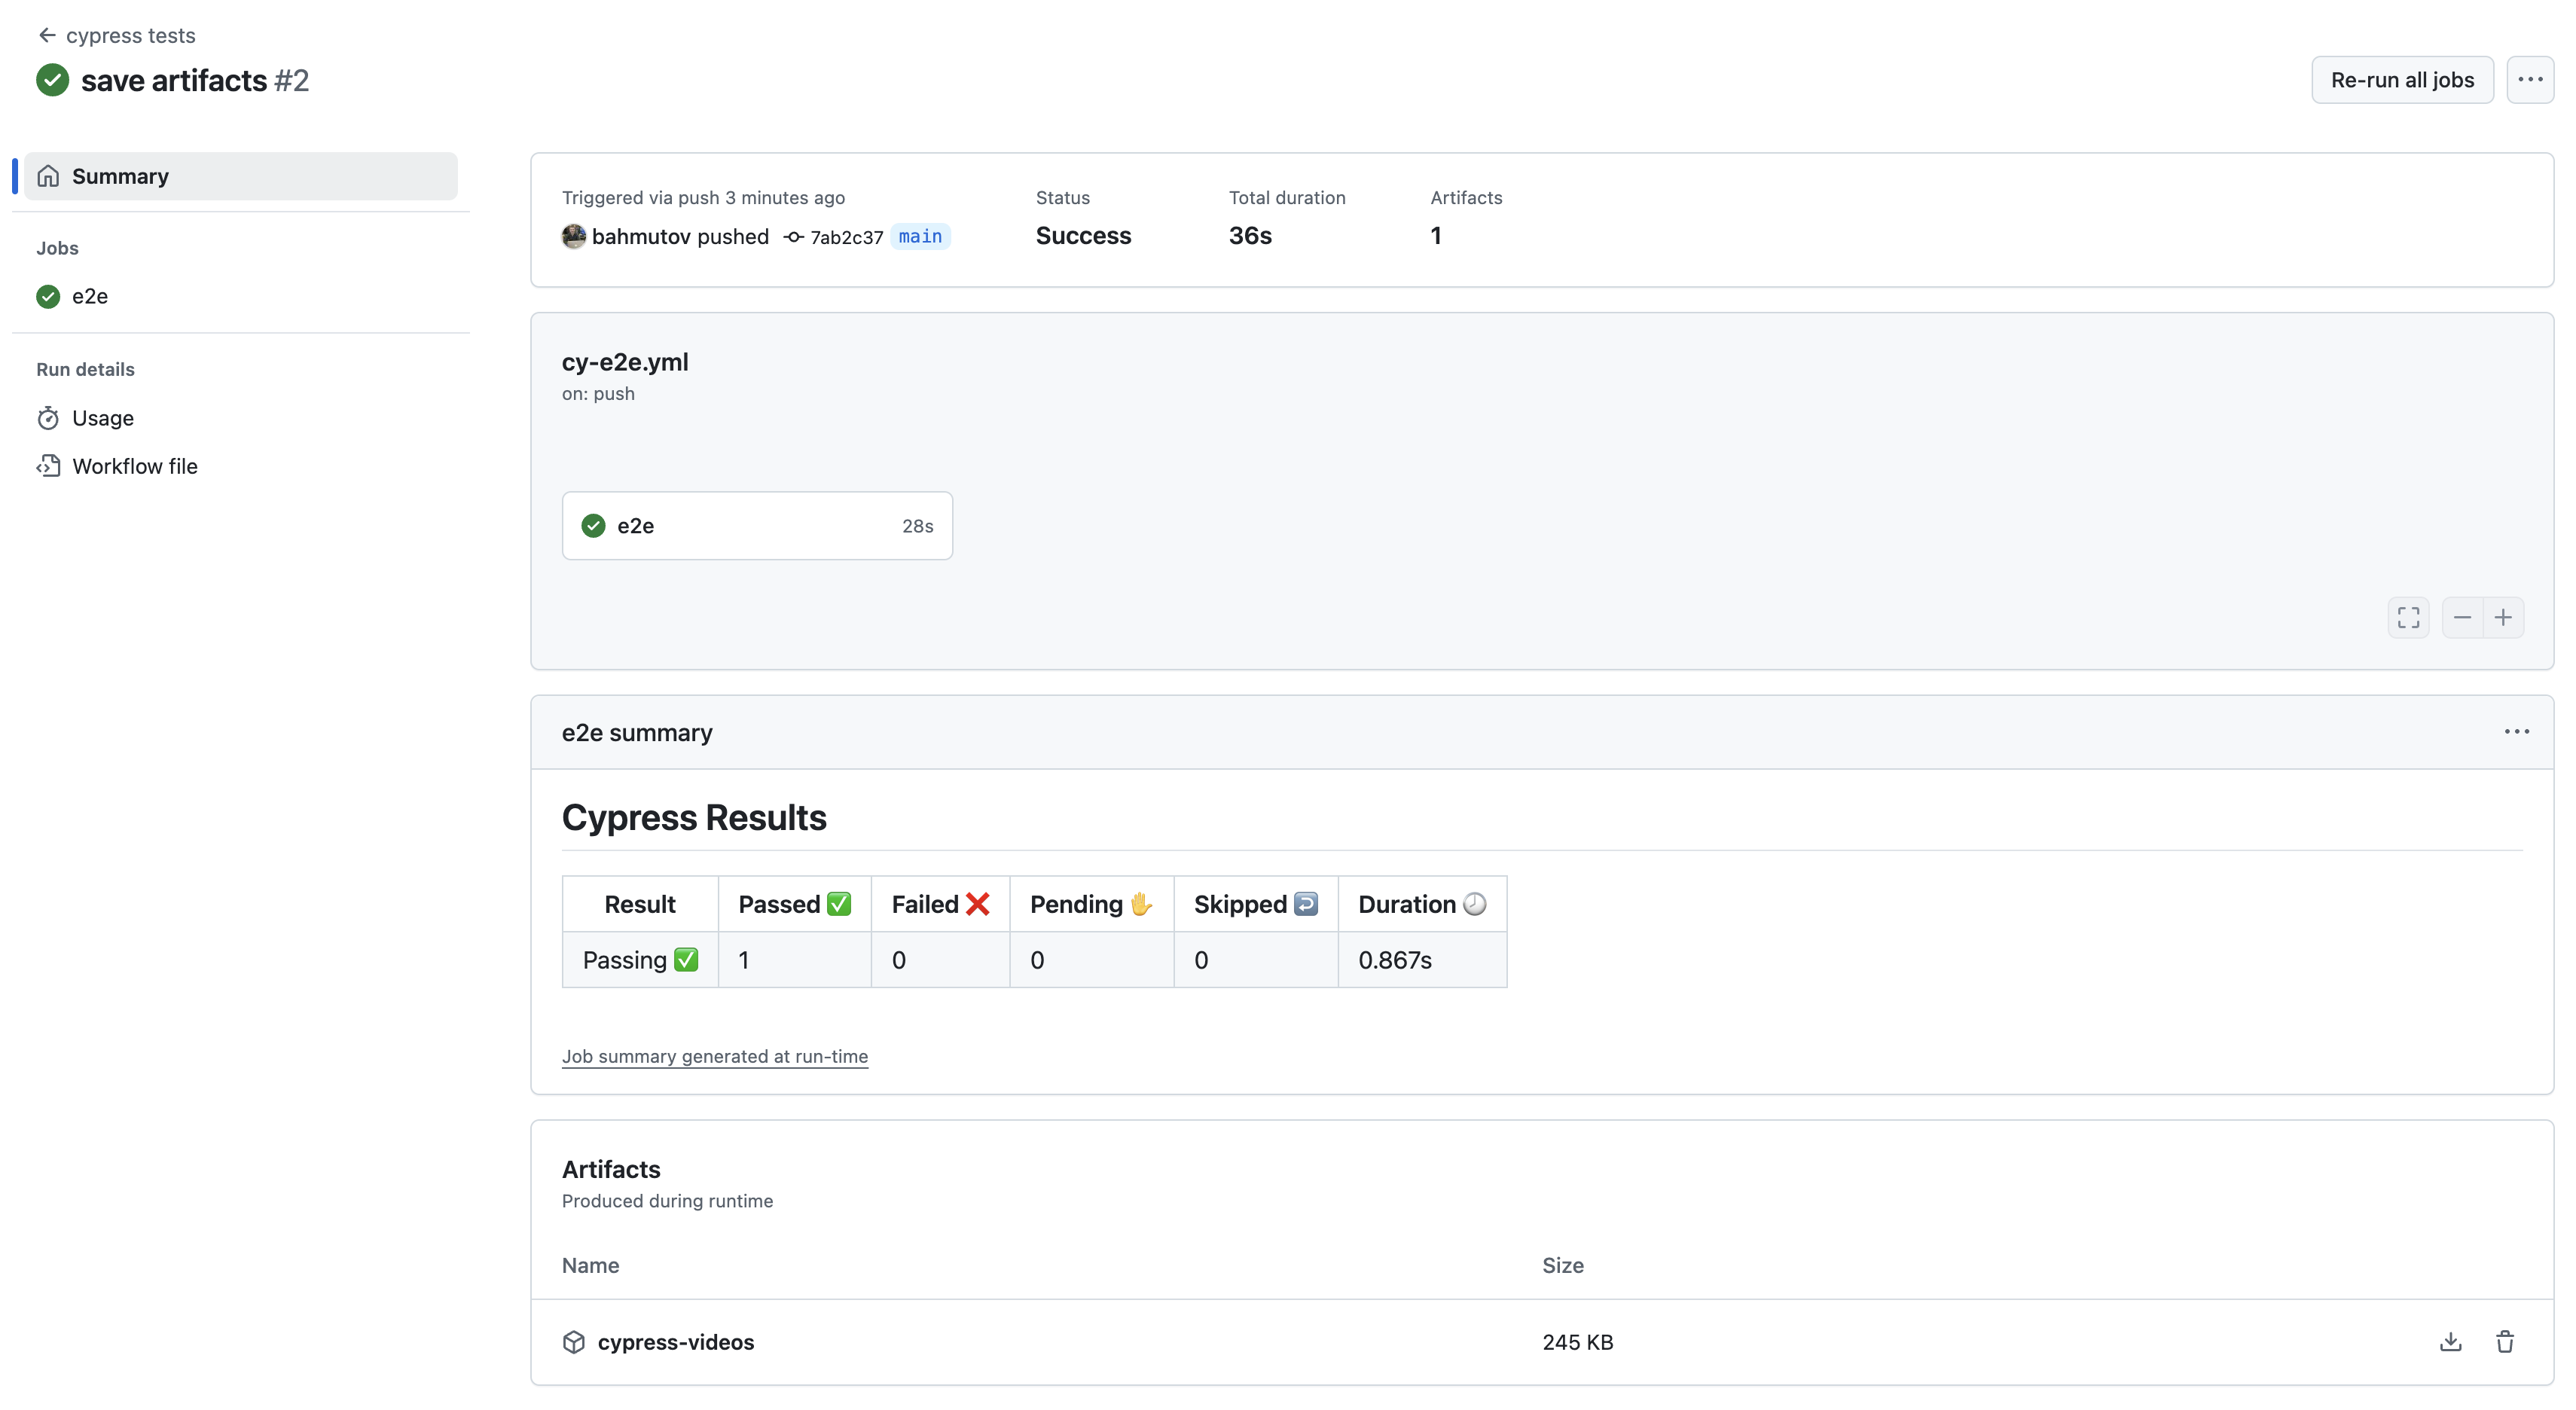 cypress tests
save artifacts #2
Re-run all jobs
Summary
Jobs
e2e
Run details
Usage
Workflow file
Triggered via push 3 minutes ago
bahmutov pushed 7ab2c37 main
Status
Success
Total duration
36s
Artifacts
1
cy-e2e.yml
on: push
e2e 28s
e2e summary
Cypress Results
Result Passed ✅ Failed ❌ Pending ✋ Skipped ↩️ Duration 🕗
Passing ✅ 1 0 0 0 0.867s
Job summary generated at run-time
Artifacts
Produced during runtime
Name Size
cypress-videos 245 KB